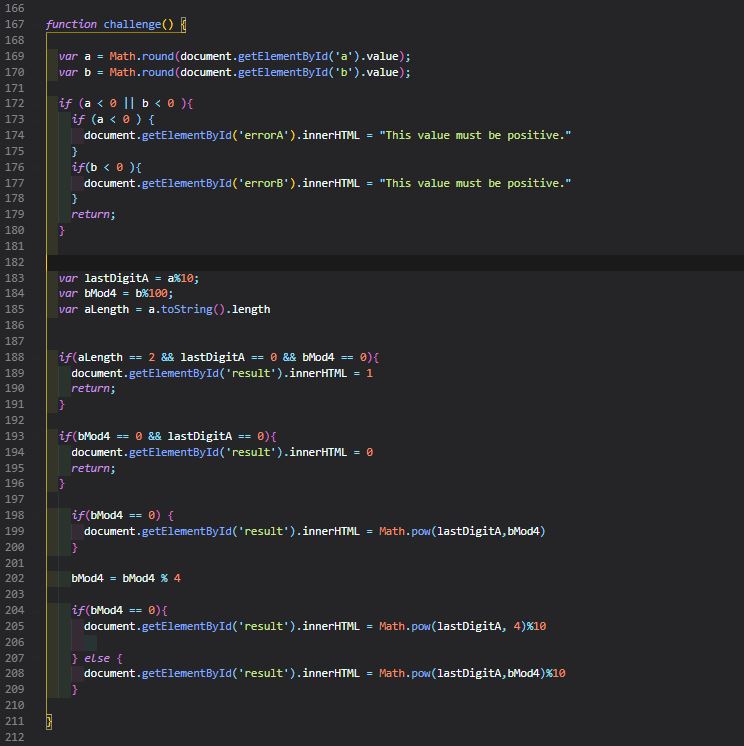 166
167 function challenge() {
168
169 var a = Math.round(document.getElementById('a').value);
170 var b = Math.round(document.getElementById('b').value);
171
172 if (a < 0 || b < 0 ){
173 if (a < 0 ) {
174 document.getElementById('errorA').innerHTML = "This value must be positive."
175 }
176 if(b < 0 ){
177 document.getElementById('errorB').innerHTML = "This value must be positive."
178 }
179 return;
180 }
181
182
183 var lastDigitA = a%10;
184 var bMod4 = b%100;
185 var aLength = a.toString().length
186
187
188 if(aLength == 2 && lastDigitA == 0 && bMod4 == 0){
189 document.getElementById('result').innerHTML = 1
190 return;
191 }
192
193 if(bMod4 == 0 && lastDigitA == 0){
194 document.getElementById('result').innerHTML = 0
195 return;
196 }
197
198 if(bMod4 == 0) {
199 document.getElementById('result').innerHTML = Math.pow(lastDigitA,bMod4)
200 }
201
202 bMod4 = bMod4 % 4
203
204 if(bMod4 == 0){
205 document.getElementById('result').innerHTML = Math.pow(lastDigitA, 4)%10
206
207 } else {
208 document.getElementById('result').innerHTML = Math.pow(lastDigitA,bMod4)%10
209 }
210
211 }
212